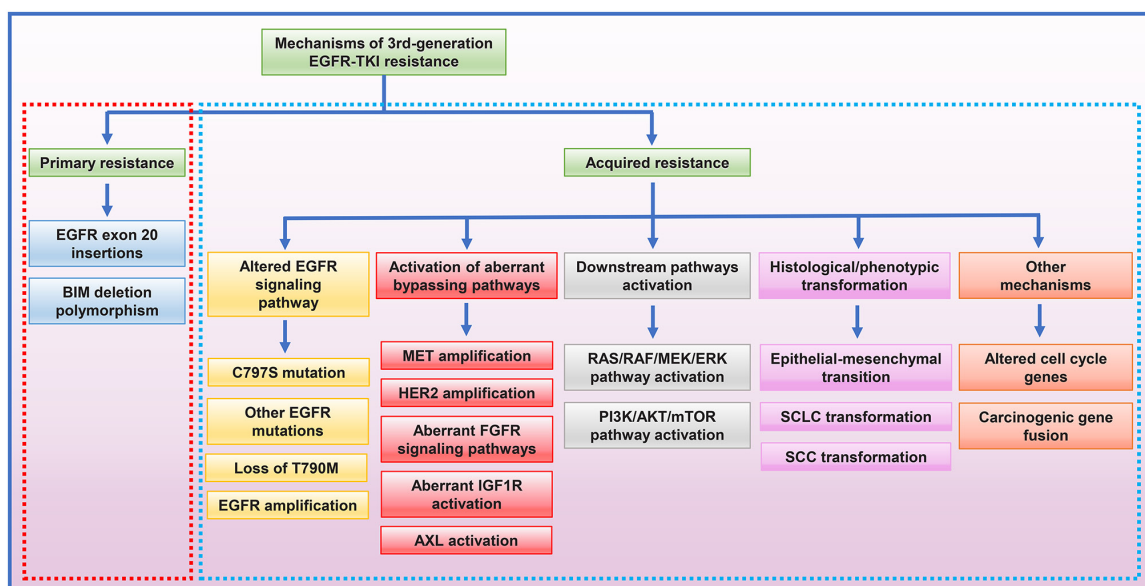 Mechanisms of 3rd-generation
EGFR-TKI resistance
Primary resistance
EGFR exon 20
insertions
BIM deletion
polymorphism
Acquired resistance
Altered EGFR
signaling
pathway
C797S mutation
Other EGFR
mutations
Loss of T790M
EGFR amplification
Activation of aberrant
bypassing pathways
MET amplification
HER2 amplification
Aberrant FGFR
signaling pathways
Aberrant IGF1R
activation
AXL activation
Downstream pathways
activation
RAS/RAF/MEK/ERK
pathway activation
PI3K/AKT/mTOR
pathway activation
Histological/phenotypic
transformation
Epithelial-mesenchymal
transition
SCLC transformation
SCC transformation
Other
mechanisms
Altered cell cycle
genes
Carcinogenic gene
fusion